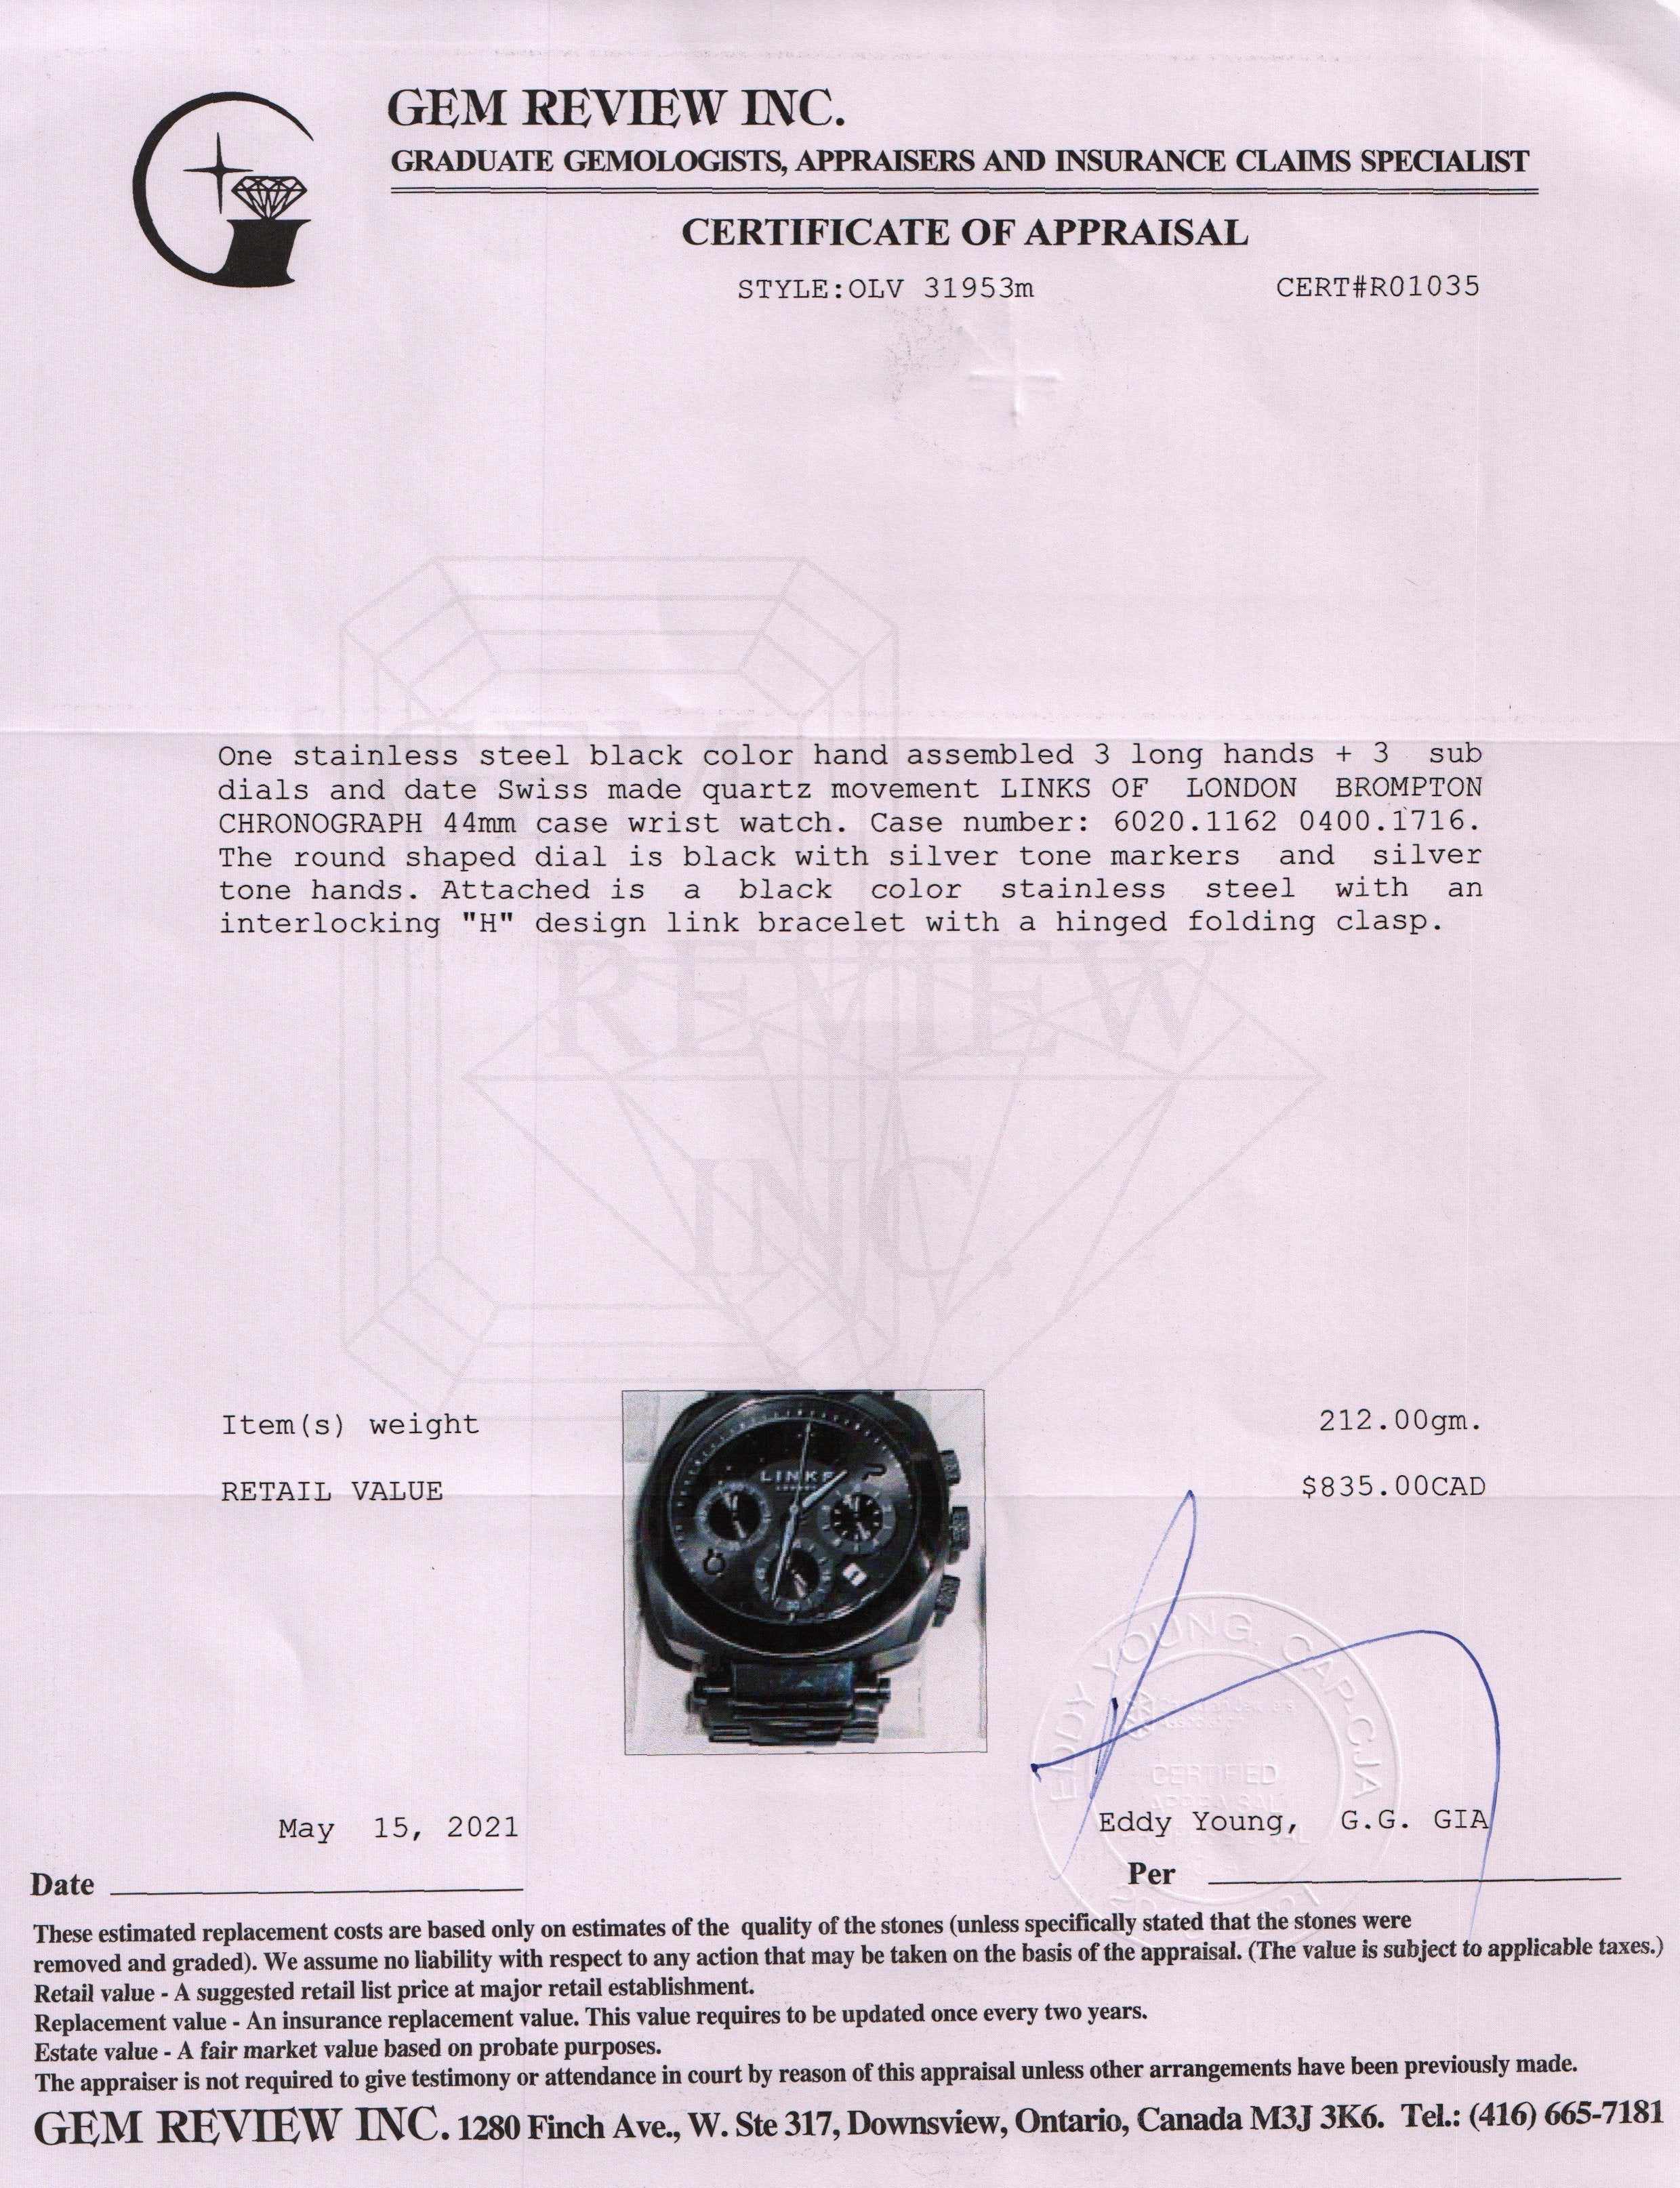 GEM REVIEW INC.
GRADUATE GEMOLOGISTS, APPRAISERS AND INSURANCE CLAIMS SPECIALIST
CERTIFICATE OF APPRAISAL
STYLE:OLV 31953m
CERT#R01035
One stainless steel black color hand assembled 3 long hands + 3 sub
dials and date Swiss made quartz movement LINKS OF LONDON BROMPTON
CHRONOGRAPH 44mm case wrist watch. Case number: 6020.1162 0400.1716.
The round shaped dial is black with silver tone markers and silver
tone hands. Attached is a black color stainless steel with an
interlocking "H" design link bracelet with a hinged folding clasp.
GEM
REVIEW
INC.
Item(s) weight 212.00gm.
RETAIL VALUE $835.00CAD
LINKS
EDDY YOUNG, CAP-CJA
CERTIFIED
APPRAISAL
May 15, 2021
Eddy Young, G.G. GIA
Date
Per
These estimated replacement costs are based only on estimates of the quality of the stones (unless specifically stated that the stones were
removed and graded). We assume no liability with respect to any action that may be taken on the basis of the appraisal. (The value is subject to applicable taxes.)
Retail value - A suggested retail list price at major retail establishment.
Replacement value - An insurance replacement value. This value requires to be updated once every two years.
Estate value - A fair market value based on probate purposes.
The appraiser is not required to give testimony or attendance in court by reason of this appraisal unless other arrangements have been previously made.
GEM REVIEW INC. 1280 Finch Ave., W. Ste 317, Downsview, Ontario, Canada M3J 3K6. Tel.: (416) 665-7181